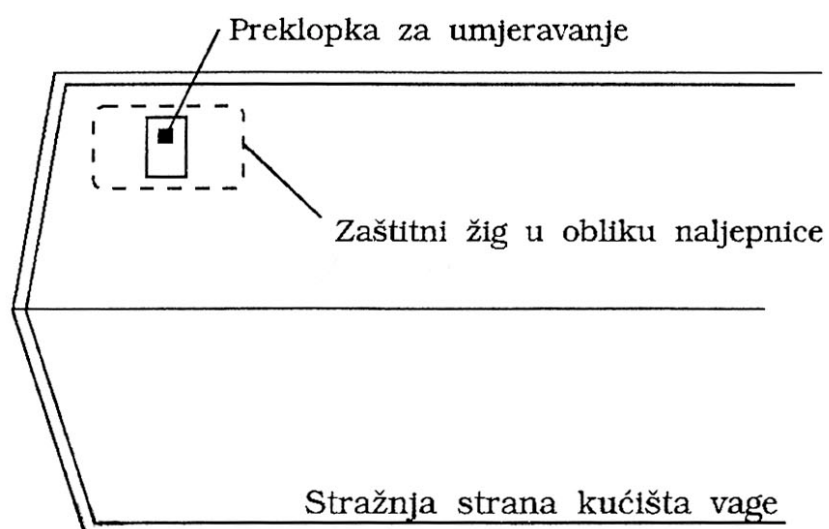 Preklopka za umjeravanje
Zaštitni žig u obliku naljepnice
Stražnja strana kućišta vage